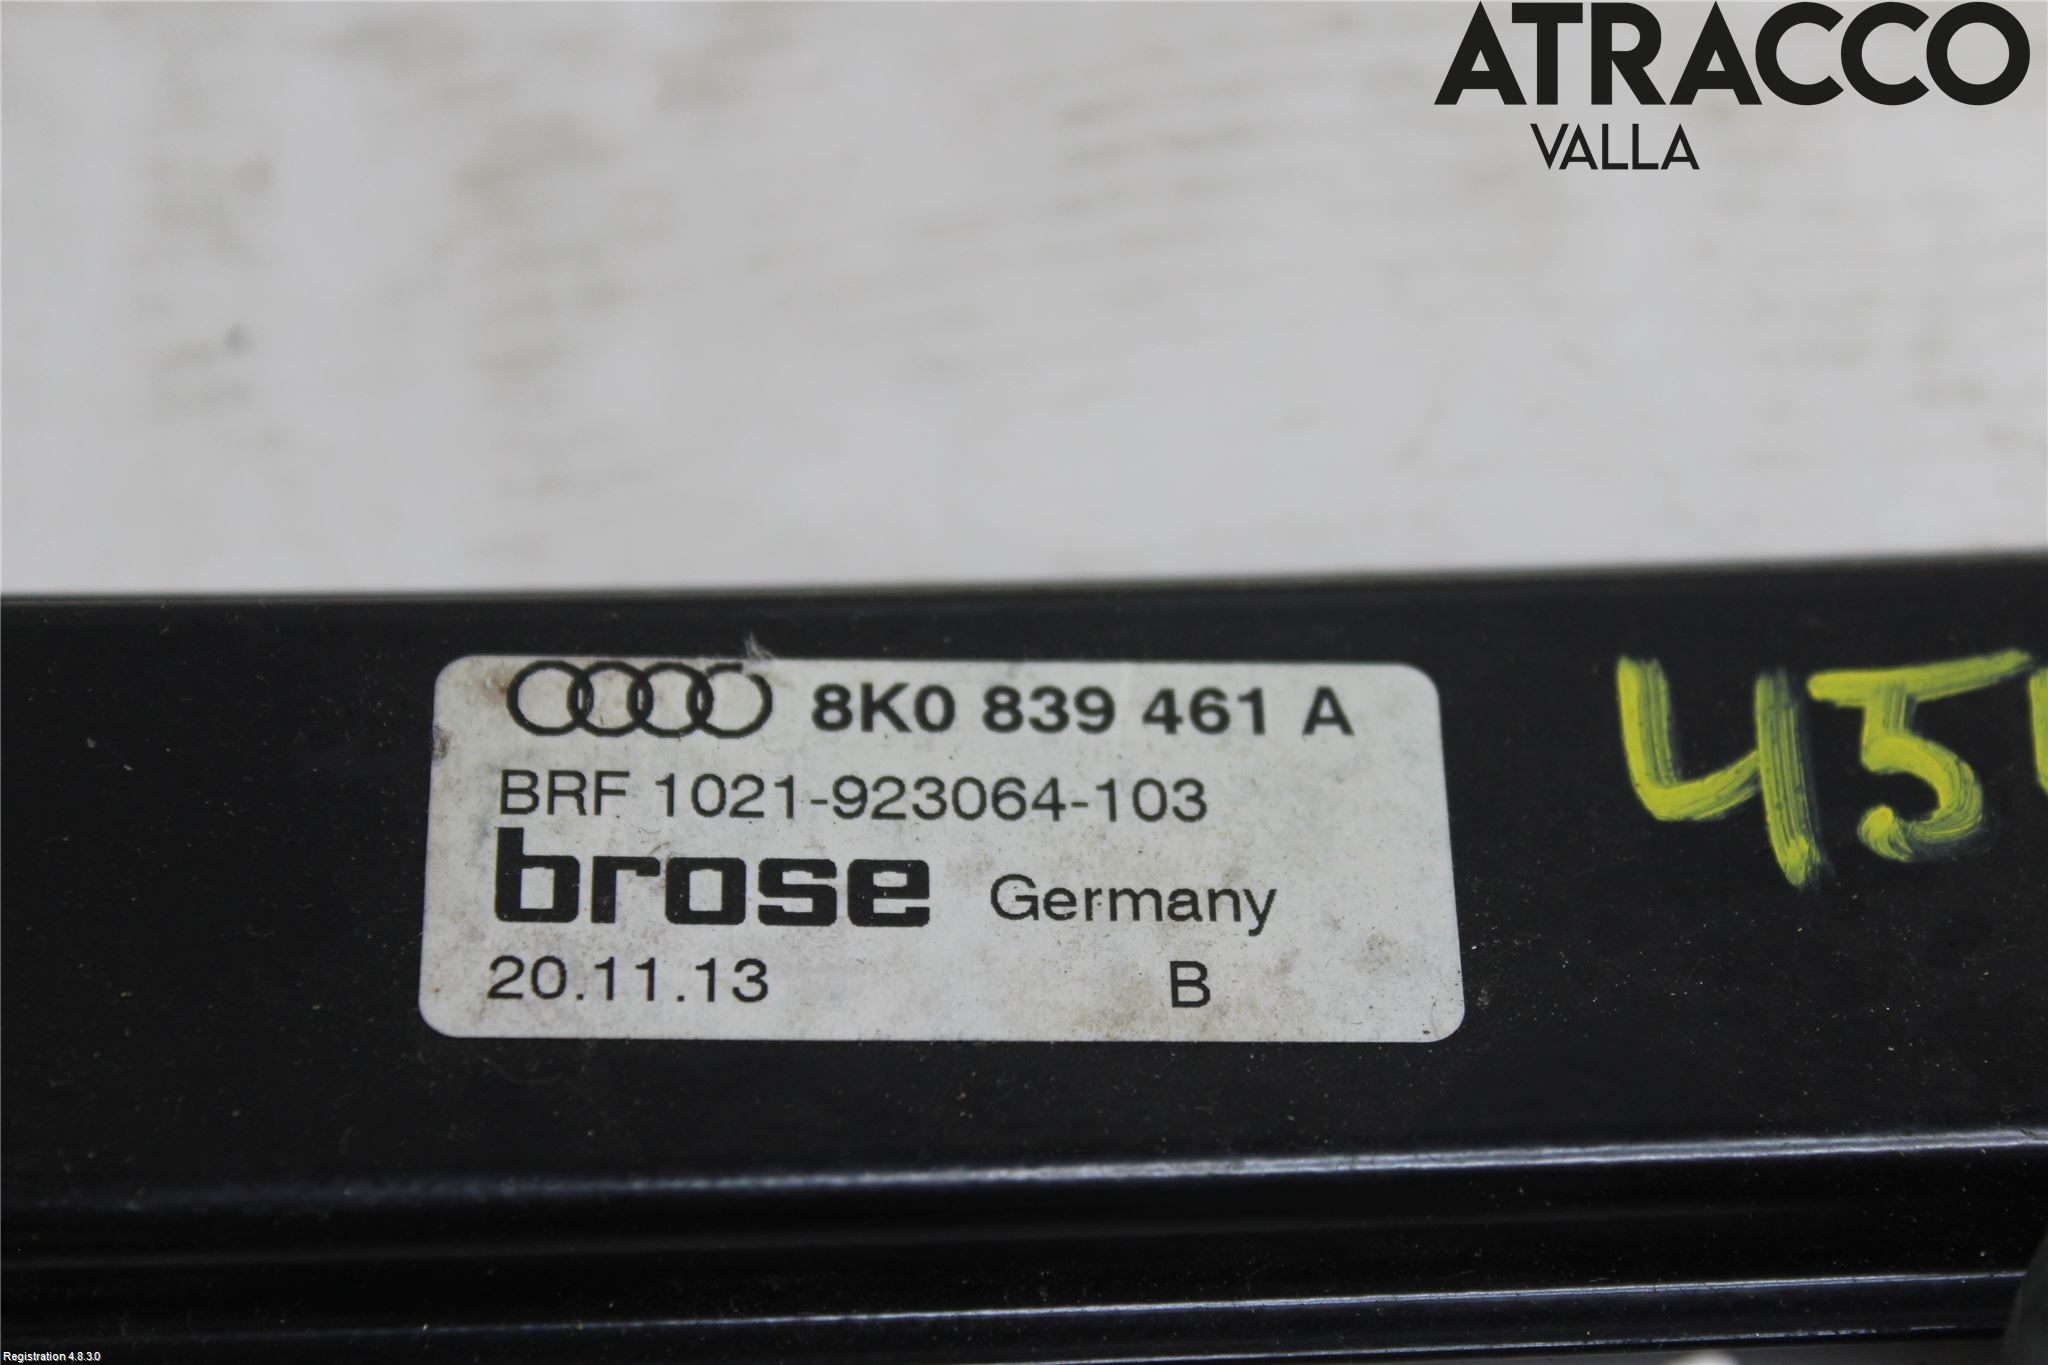 ATRACCO
VALLA
8K0 839 461 A
BRF 1021-923064-103
brose Germany
20.11.13 B
45
Registration 4.8.3.0